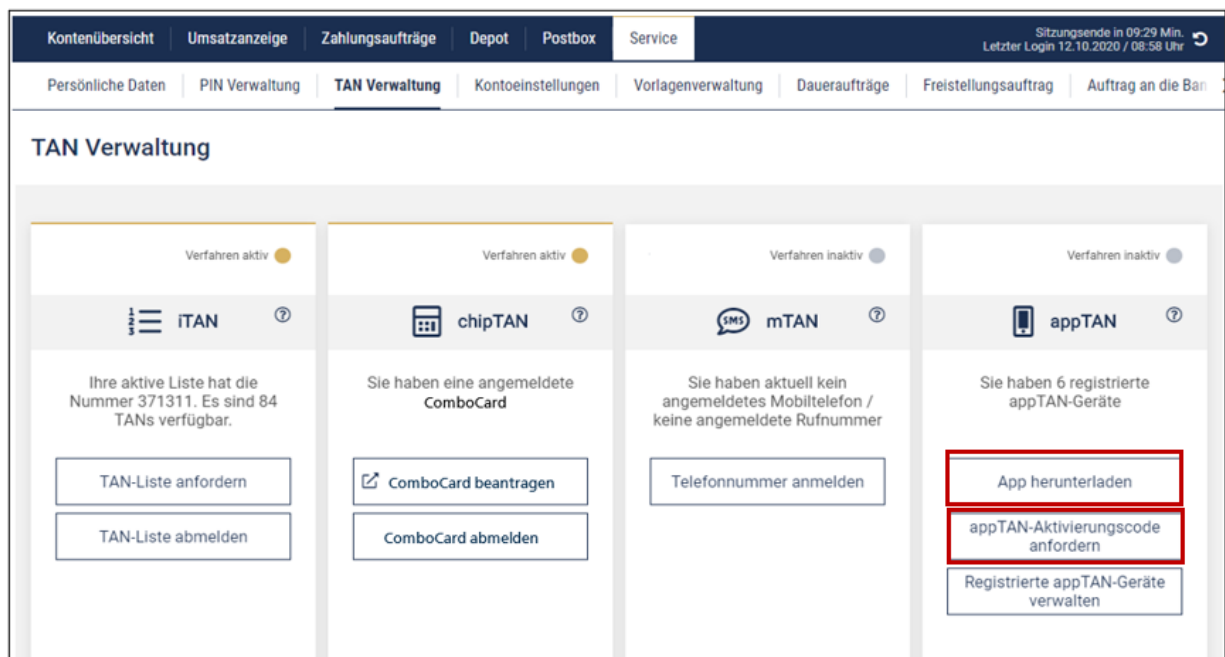 Kontenübersicht Umsatzanzeige Zahlungsaufträge Depot Postbox Service
Sitzungsende in 09:29 Min.
Letzter Login 12.10.2020 / 08:58 Uhr
Persönliche Daten PIN Verwaltung TAN Verwaltung Kontoeinstellungen Vorlagenverwaltung Daueraufträge Freistellungsauftrag Auftrag an die Ban
TAN Verwaltung
Verfahren aktiv
1
2
3
iTAN
?
Ihre aktive Liste hat die
Nummer 371311. Es sind 84
TANs verfügbar.
TAN-Liste anfordern
TAN-Liste abmelden
Verfahren aktiv
chipTAN
?
Sie haben eine angemeldete
ComboCard
ComboCard beantragen
ComboCard abmelden
Verfahren inaktiv
SMS
mTAN
?
Sie haben aktuell kein
angemeldetes Mobiltelefon /
keine angemeldete Rufnummer
Telefonnummer anmelden
Verfahren inaktiv
appTAN
?
Sie haben 6 registrierte
appTAN-Geräte
App herunterladen
appTAN-Aktivierungscode
anfordern
Registrierte appTAN-Geräte
verwalten